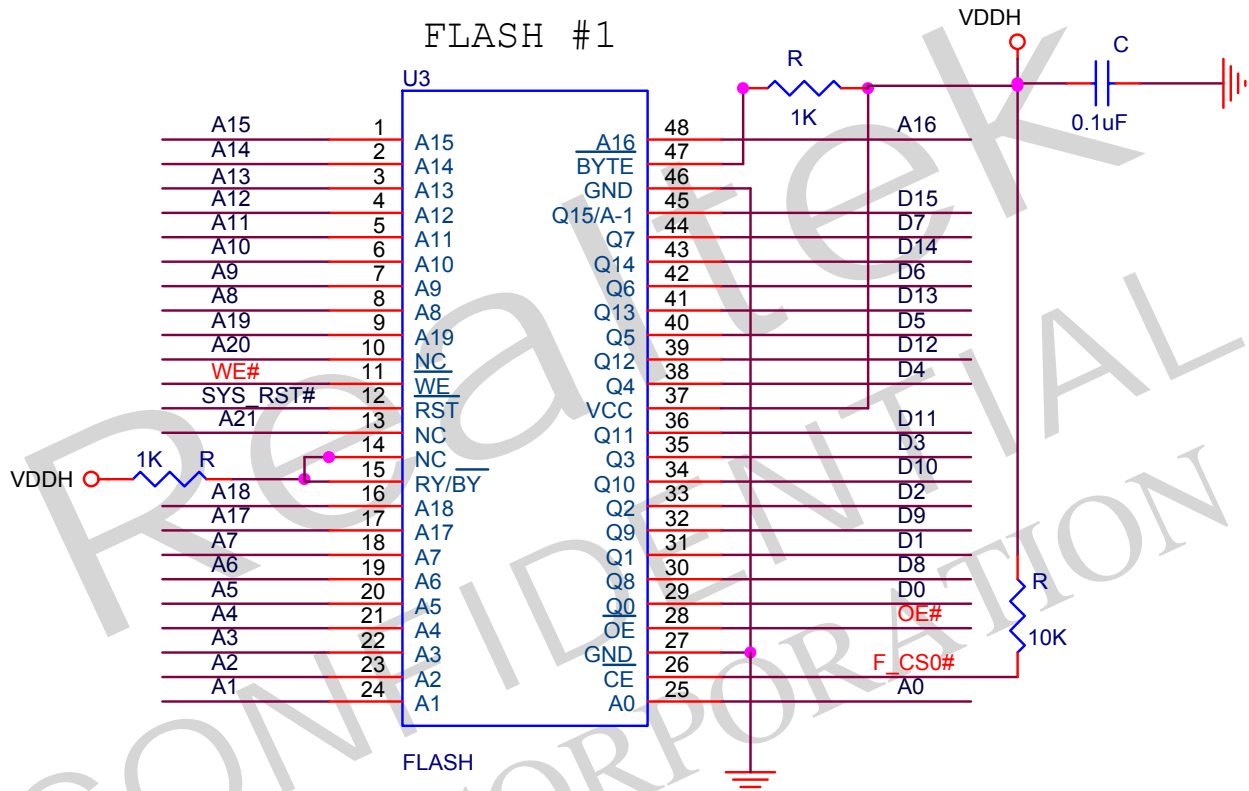 FLASH #1
VDDH
U3
R
1K
C
0.1uF
A15 1 A15 A16 48 A16
A14 2 A14 BYTE 47
A13 3 A13 GND 46
A12 4 A12 Q15/A-1 45 D15
A11 5 A11 Q7 44 D7
A10 6 A10 Q14 43 D14
A9 7 A9 Q6 42 D6
A8 8 A8 Q13 41 D13
A19 9 A19 Q5 40 D5
A20 10 NC Q12 39 D12
WE# 11 WE Q4 38 D4
SYS_RST# 12 RST VCC 37
A21 13 NC Q11 36 D11
14 NC Q3 35 D3
VDDH 1K R 15 RY/BY Q10 34 D10
A18 16 A18 Q2 33 D2
A17 17 A17 Q9 32 D9
A7 18 A7 Q1 31 D1
A6 19 A6 Q8 30 D8
A5 20 A5 Q0 29 D0
A4 21 A4 OE 28 OE#
A3 22 A3 GND 27
A2 23 A2 CE 26 F_CS0#
A1 24 A1 A0 25 A0
R
10K
FLASH
Realtek
CONFIDENTIAL
CORPORATION